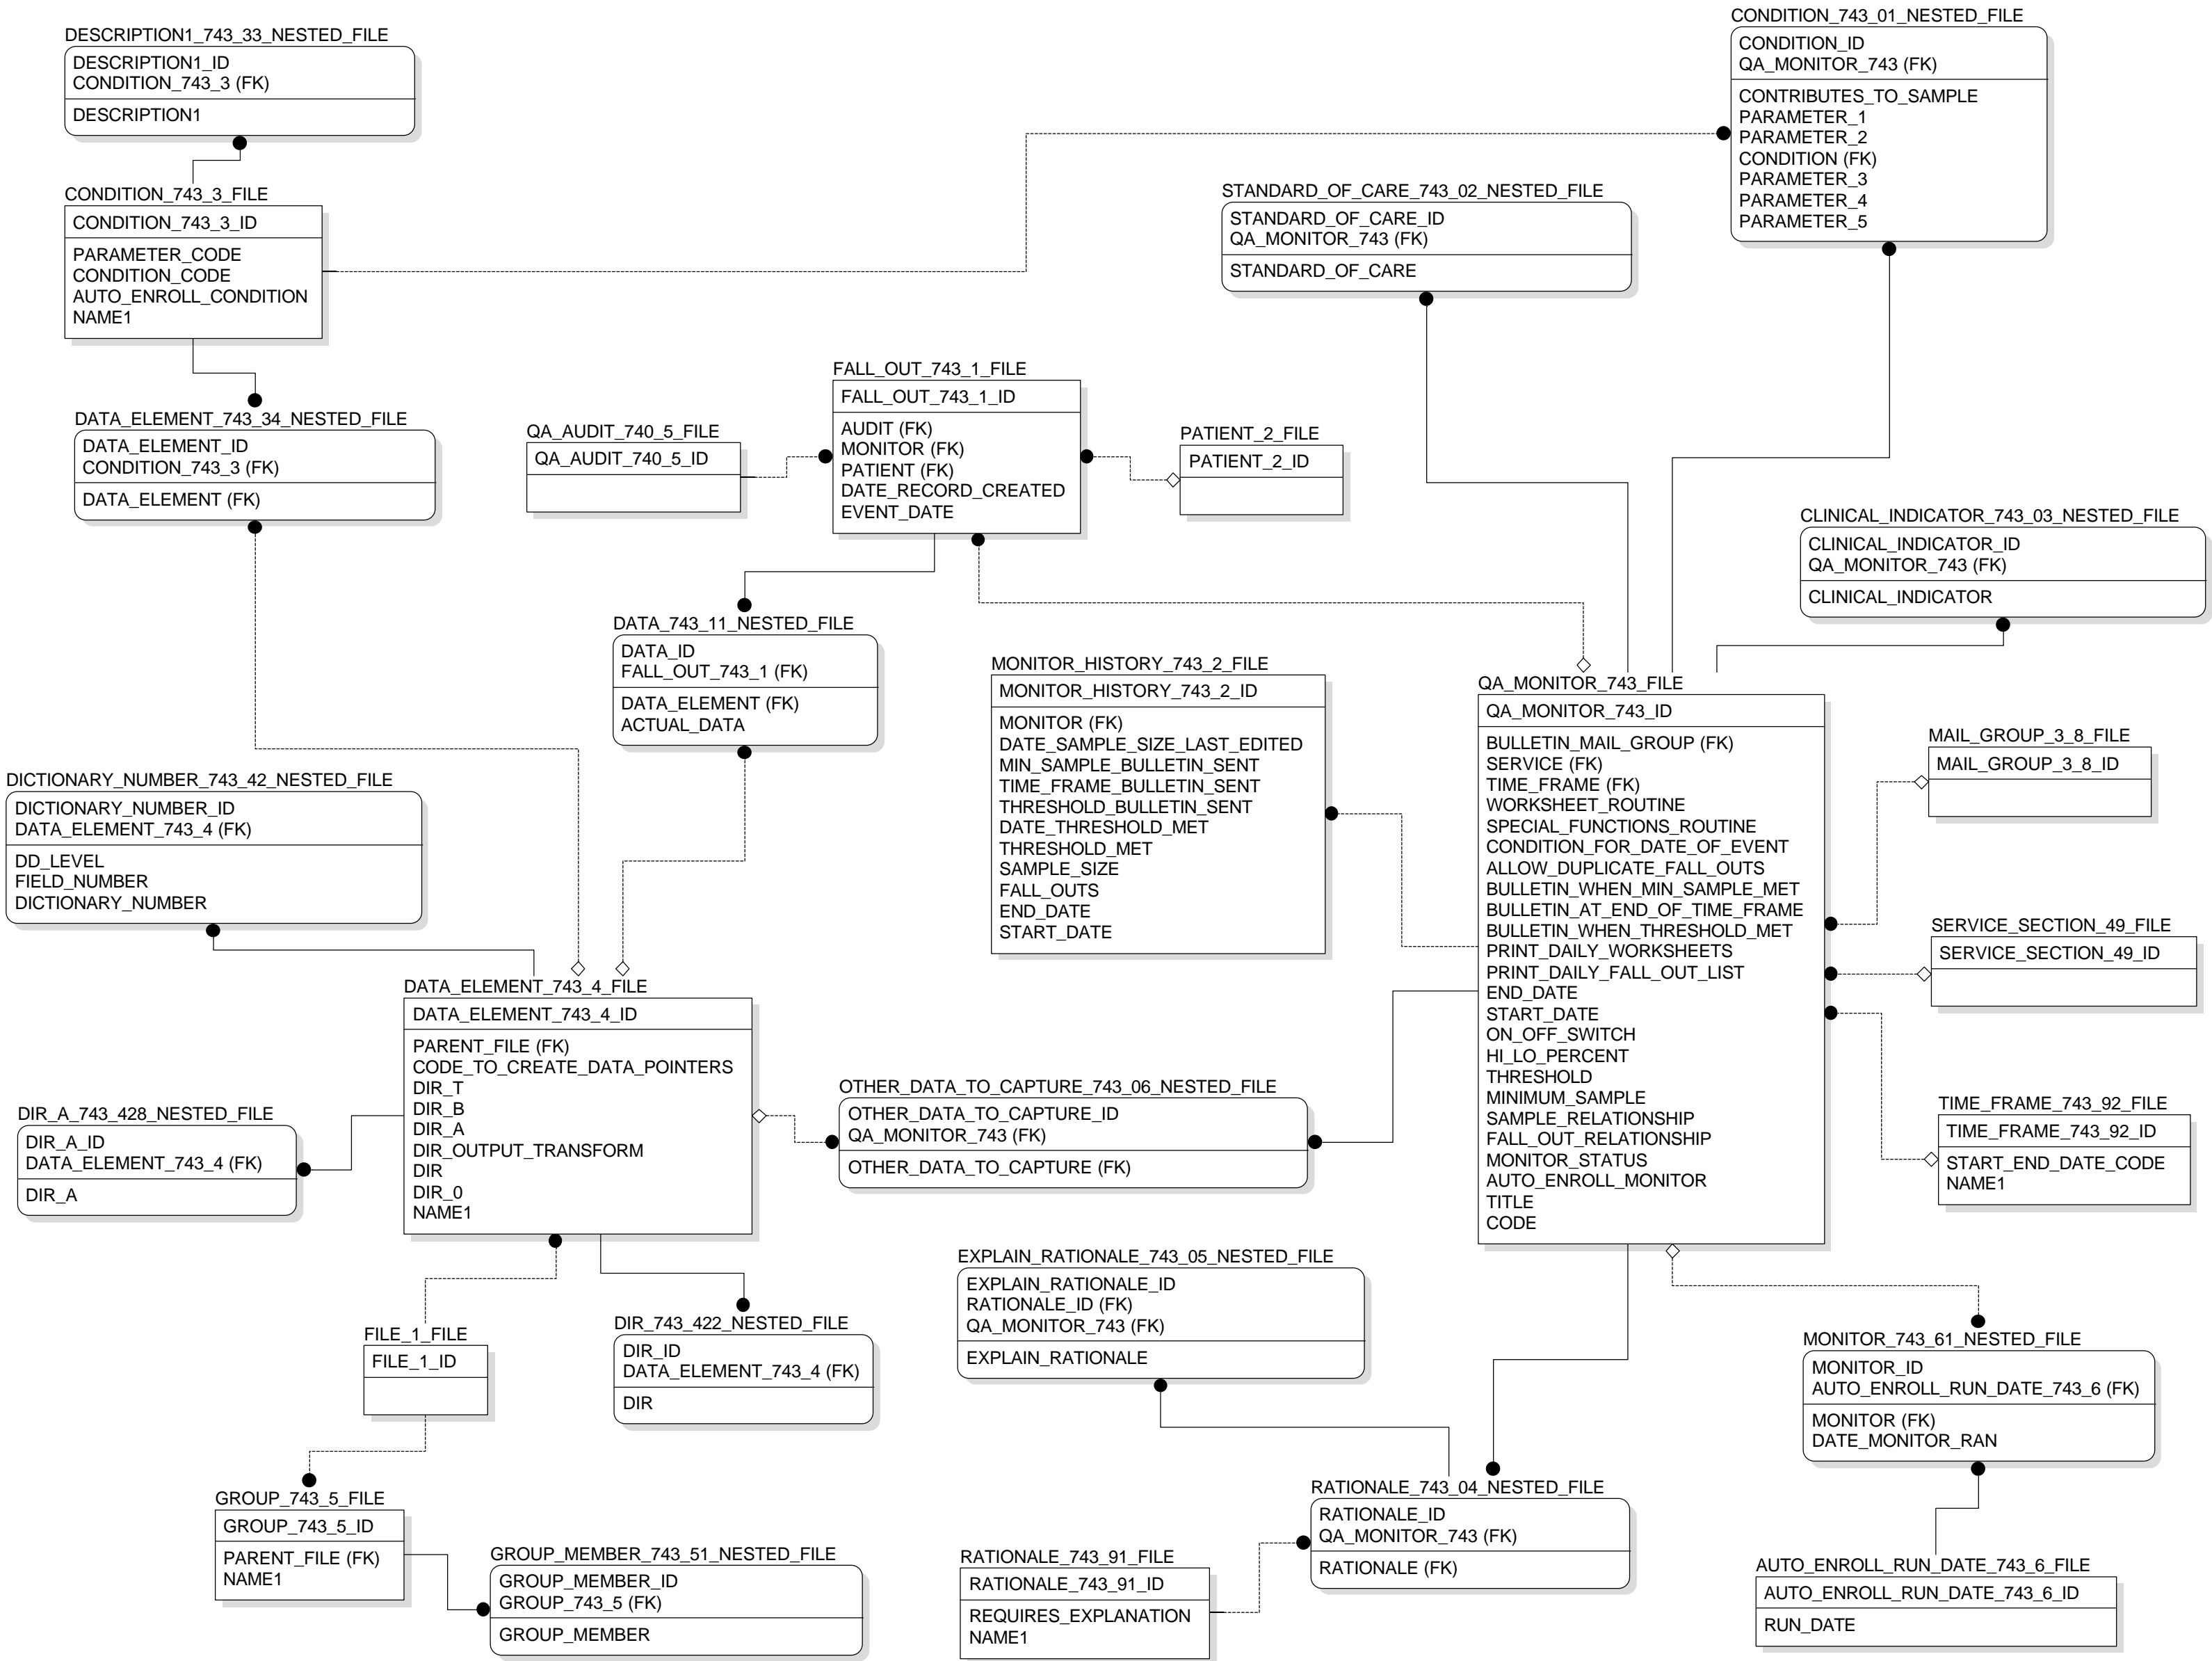 DESCRIPTION1_743_33_NESTED_FILE
DESCRIPTION1_ID
CONDITION_743_3 (FK)
DESCRIPTION1
CONDITION_743_01_NESTED_FILE
CONDITION_ID
QA_MONITOR_743 (FK)
CONTRIBUTES_TO_SAMPLE
PARAMETER_1
PARAMETER_2
CONDITION (FK)
PARAMETER_3
PARAMETER_4
PARAMETER_5
CONDITION_743_3_FILE
CONDITION_743_3_ID
PARAMETER_CODE
CONDITION_CODE
AUTO_ENROLL_CONDITION
NAME1
STANDARD_OF_CARE_743_02_NESTED_FILE
STANDARD_OF_CARE_ID
QA_MONITOR_743 (FK)
STANDARD_OF_CARE
FALL_OUT_743_1_FILE
FALL_OUT_743_1_ID
AUDIT (FK)
MONITOR (FK)
PATIENT (FK)
DATE_RECORD_CREATED
EVENT_DATE
DATA_ELEMENT_743_34_NESTED_FILE
DATA_ELEMENT_ID
CONDITION_743_3 (FK)
DATA_ELEMENT (FK)
QA_AUDIT_740_5_FILE
QA_AUDIT_740_5_ID
PATIENT_2_FILE
PATIENT_2_ID
CLINICAL_INDICATOR_743_03_NESTED_FILE
CLINICAL_INDICATOR_ID
QA_MONITOR_743 (FK)
CLINICAL_INDICATOR
DATA_743_11_NESTED_FILE
DATA_ID
FALL_OUT_743_1 (FK)
DATA_ELEMENT (FK)
ACTUAL_DATA
MONITOR_HISTORY_743_2_FILE
MONITOR_HISTORY_743_2_ID
MONITOR (FK)
DATE_SAMPLE_SIZE_LAST_EDITED
MIN_SAMPLE_BULLETIN_SENT
TIME_FRAME_BULLETIN_SENT
THRESHOLD_BULLETIN_SENT
DATE_THRESHOLD_MET
THRESHOLD_MET
SAMPLE_SIZE
FALL_OUTS
END_DATE
START_DATE
QA_MONITOR_743_FILE
QA_MONITOR_743_ID
BULLETIN_MAIL_GROUP (FK)
SERVICE (FK)
TIME_FRAME (FK)
WORKSHEET_ROUTINE
SPECIAL_FUNCTIONS_ROUTINE
CONDITION_FOR_DATE_OF_EVENT
ALLOW_DUPLICATE_FALL_OUTS
BULLETIN_WHEN_MIN_SAMPLE_MET
BULLETIN_AT_END_OF_TIME_FRAME
BULLETIN_WHEN_THRESHOLD_MET
PRINT_DAILY_WORKSHEETS
PRINT_DAILY_FALL_OUT_LIST
END_DATE
START_DATE
ON_OFF_SWITCH
HI_LO_PERCENT
THRESHOLD
MINIMUM_SAMPLE
SAMPLE_RELATIONSHIP
FALL_OUT_RELATIONSHIP
MONITOR_STATUS
AUTO_ENROLL_MONITOR
TITLE
CODE
MAIL_GROUP_3_8_FILE
MAIL_GROUP_3_8_ID
SERVICE_SECTION_49_FILE
SERVICE_SECTION_49_ID
TIME_FRAME_743_92_FILE
TIME_FRAME_743_92_ID
START_END_DATE_CODE
NAME1
DICTIONARY_NUMBER_743_42_NESTED_FILE
DICTIONARY_NUMBER_ID
DATA_ELEMENT_743_4 (FK)
DD_LEVEL
FIELD_NUMBER
DICTIONARY_NUMBER
DATA_ELEMENT_743_4_FILE
DATA_ELEMENT_743_4_ID
PARENT_FILE (FK)
CODE_TO_CREATE_DATA_POINTERS
DIR_T
DIR_B
DIR_A
DIR_OUTPUT_TRANSFORM
DIR
DIR_0
NAME1
DIR_A_743_428_NESTED_FILE
DIR_A_ID
DATA_ELEMENT_743_4 (FK)
DIR_A
OTHER_DATA_TO_CAPTURE_743_06_NESTED_FILE
OTHER_DATA_TO_CAPTURE_ID
QA_MONITOR_743 (FK)
OTHER_DATA_TO_CAPTURE (FK)
EXPLAIN_RATIONALE_743_05_NESTED_FILE
EXPLAIN_RATIONALE_ID
RATIONALE_ID (FK)
QA_MONITOR_743 (FK)
EXPLAIN_RATIONALE
FILE_1_FILE
FILE_1_ID
DIR_743_422_NESTED_FILE
DIR_ID
DATA_ELEMENT_743_4 (FK)
DIR
MONITOR_743_61_NESTED_FILE
MONITOR_ID
AUTO_ENROLL_RUN_DATE_743_6 (FK)
MONITOR (FK)
DATE_MONITOR_RAN
GROUP_743_5_FILE
GROUP_743_5_ID
PARENT_FILE (FK)
NAME1
GROUP_MEMBER_743_51_NESTED_FILE
GROUP_MEMBER_ID
GROUP_743_5 (FK)
GROUP_MEMBER
RATIONALE_743_04_NESTED_FILE
RATIONALE_ID
QA_MONITOR_743 (FK)
RATIONALE (FK)
RATIONALE_743_91_FILE
RATIONALE_743_91_ID
REQUIRES_EXPLANATION
NAME1
AUTO_ENROLL_RUN_DATE_743_6_FILE
AUTO_ENROLL_RUN_DATE_743_6_ID
RUN_DATE